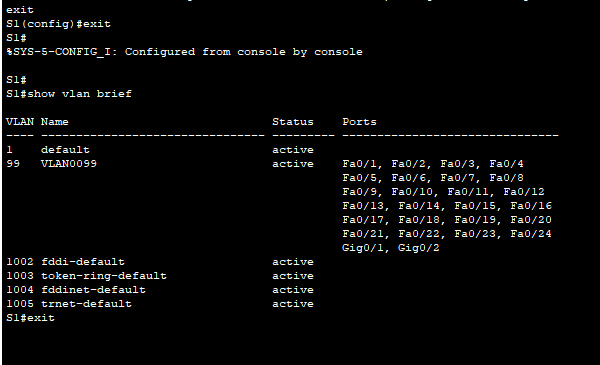 exit
S1(config)#exit
S1#
%SYS-5-CONFIG_I: Configured from console by console
S1#
S1#show vlan brief
VLAN Name                             Status    Ports
---- -------------------------------- --------- -------------------------------
1    default                          active
99   VLAN0099                         active    Fa0/1, Fa0/2, Fa0/3, Fa0/4
                                                Fa0/5, Fa0/6, Fa0/7, Fa0/8
                                                Fa0/9, Fa0/10, Fa0/11, Fa0/12
                                                Fa0/13, Fa0/14, Fa0/15, Fa0/16
                                                Fa0/17, Fa0/18, Fa0/19, Fa0/20
                                                Fa0/21, Fa0/22, Fa0/23, Fa0/24
                                                Gig0/1, Gig0/2
1002 fddi-default                     active
1003 token-ring-default               active
1004 fddinet-default                  active
1005 trnet-default                    active
S1#exit